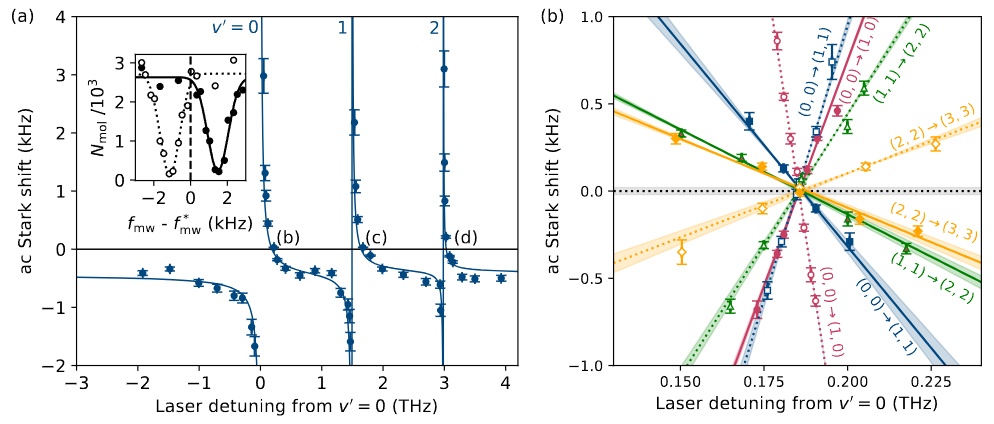 (a)
v′ = 0
1
2
4
3
2
1
0
−1
−2
ac Stark shift (kHz)
3
2
1
0
N_mol /10³
−2
0
2
f_mw - f*_mw (kHz)
(b)
(c)
(d)
−3
−2
−1
0
1
2
3
4
Laser detuning from v′ = 0 (THz)
(b)
1.0
0.5
0.0
−0.5
−1.0
ac Stark shift (kHz)
(0, 0) → (1, 1)
(0, 0) → (1, 0)
(1, 1) → (2, 2)
(2, 2) → (3, 3)
(2, 2) → (3, 3)
(1, 1) → (2, 2)
(0, 0) → (1, 1)
(0, 0) → (1, 0)
0.150
0.175
0.200
0.225
Laser detuning from v′ = 0 (THz)